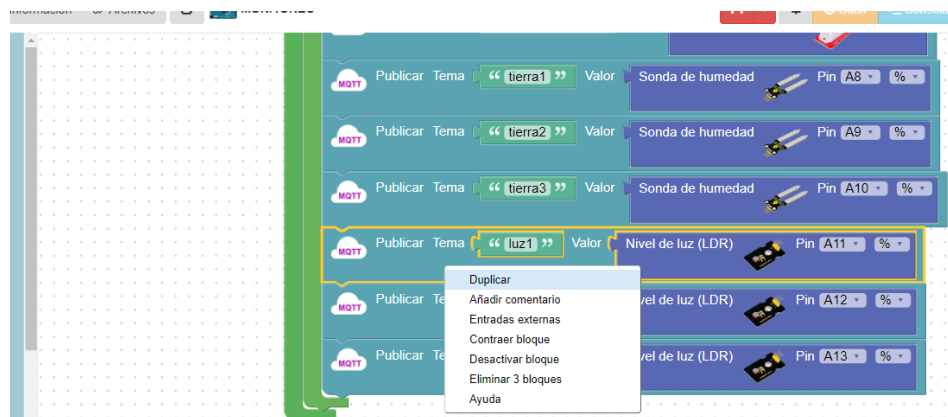 MQTT Publicar Tema “ tierra1 ” Valor Sonda de humedad Pin A8 %
MQTT Publicar Tema “ tierra2 ” Valor Sonda de humedad Pin A9 %
MQTT Publicar Tema “ tierra3 ” Valor Sonda de humedad Pin A10 %
MQTT Publicar Tema “ luz1 ” Valor Nivel de luz (LDR) Pin A11 %
Duplicar
Añadir comentario
MQTT Publicar Te vel de luz (LDR) Pin A12 %
Entradas externas
Contraer bloque
MQTT Publicar Te vel de luz (LDR) Pin A13 %
Desactivar bloque
Eliminar 3 bloques
Ayuda